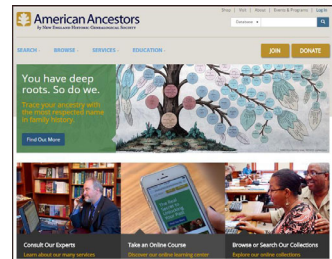 Shop | Visit | About | Events & Programs | Log In
American Ancestors
by New England Historic Genealogical Society
Database
SEARCH
BROWSE
SERVICES
EDUCATION
JOIN
DONATE
You have deep
roots. So do we.
Trace your ancestry with
the most respected name
in family history.
Find Out More
Consult Our Experts
Learn about our many services
Take an Online Course
Discover our online learning center
Browse or Search Our Collections
Explore our online collections